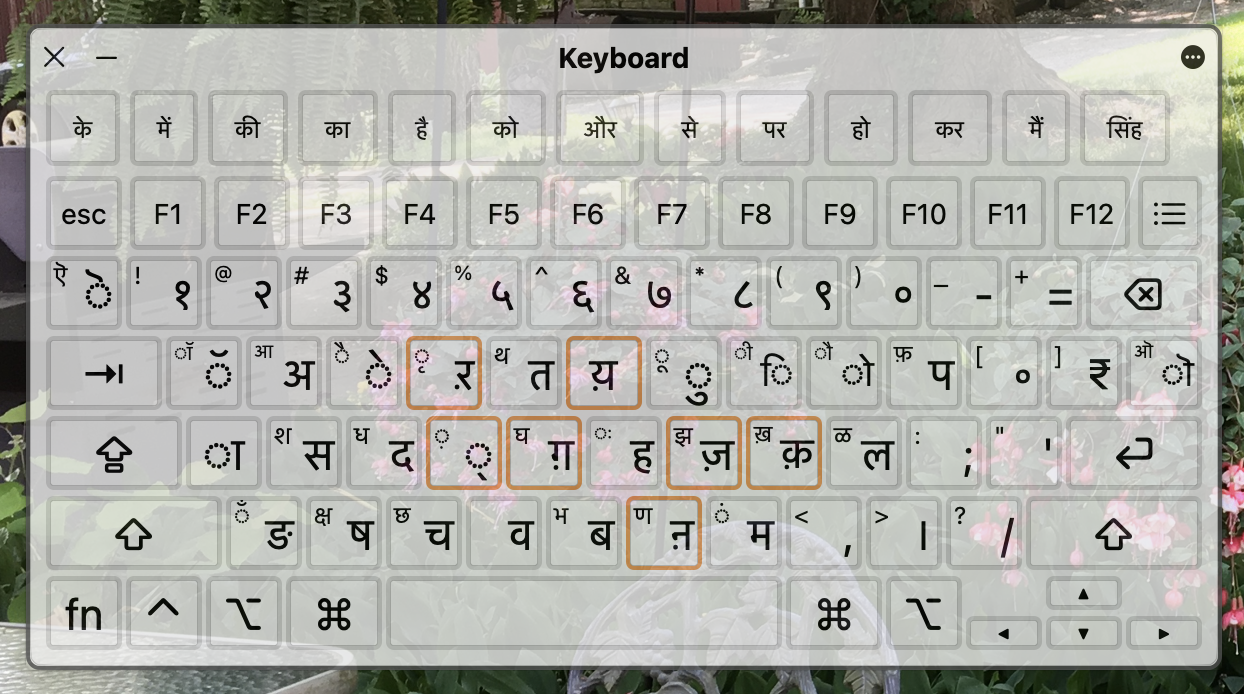 Keyboard
के में की का है को और से पर हो कर मैं सिंह
esc F1 F2 F3 F4 F5 F6 F7 F8 F9 F10 F11 F12
ऎ ॆ ! १ @ २ # ३ $ ४ % ५ ^ ६ & ७ * ८ ( ९ ) ० _ - + =
ॉ ॅ आ अ ै े ृ ऱ थ त य़ ू ु ी ि ौ ो फ़ प [ ॰ ] ₹ ऒ ॊ
ा श स ध द ़ ् घ ग़ ः ह झ ज़ ख़ क़ ळ ल : ; " '
ँ ङ क्ष ष छ च व भ ब ण ऩ ं म < , > । ? /
fn ^ ⌥ ⌘ ⌘ ⌥